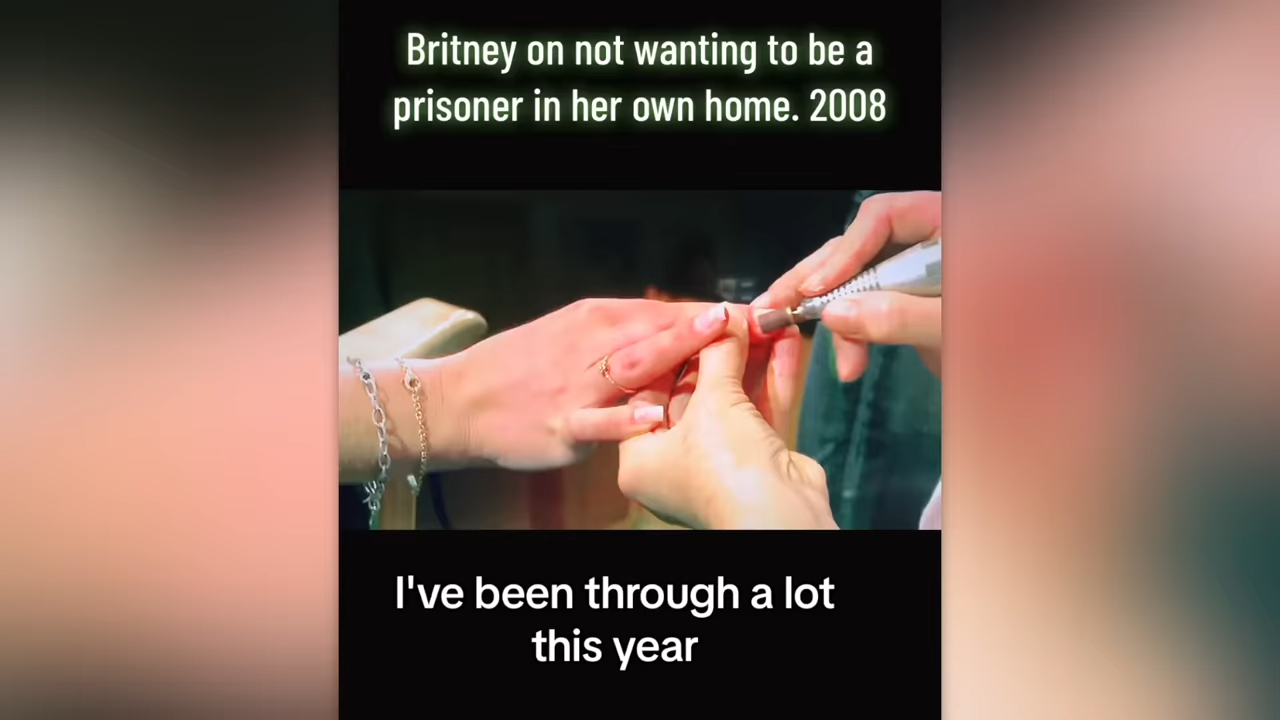 Britney on not wanting to be a
prisoner in her own home. 2008
I've been through a lot
this year